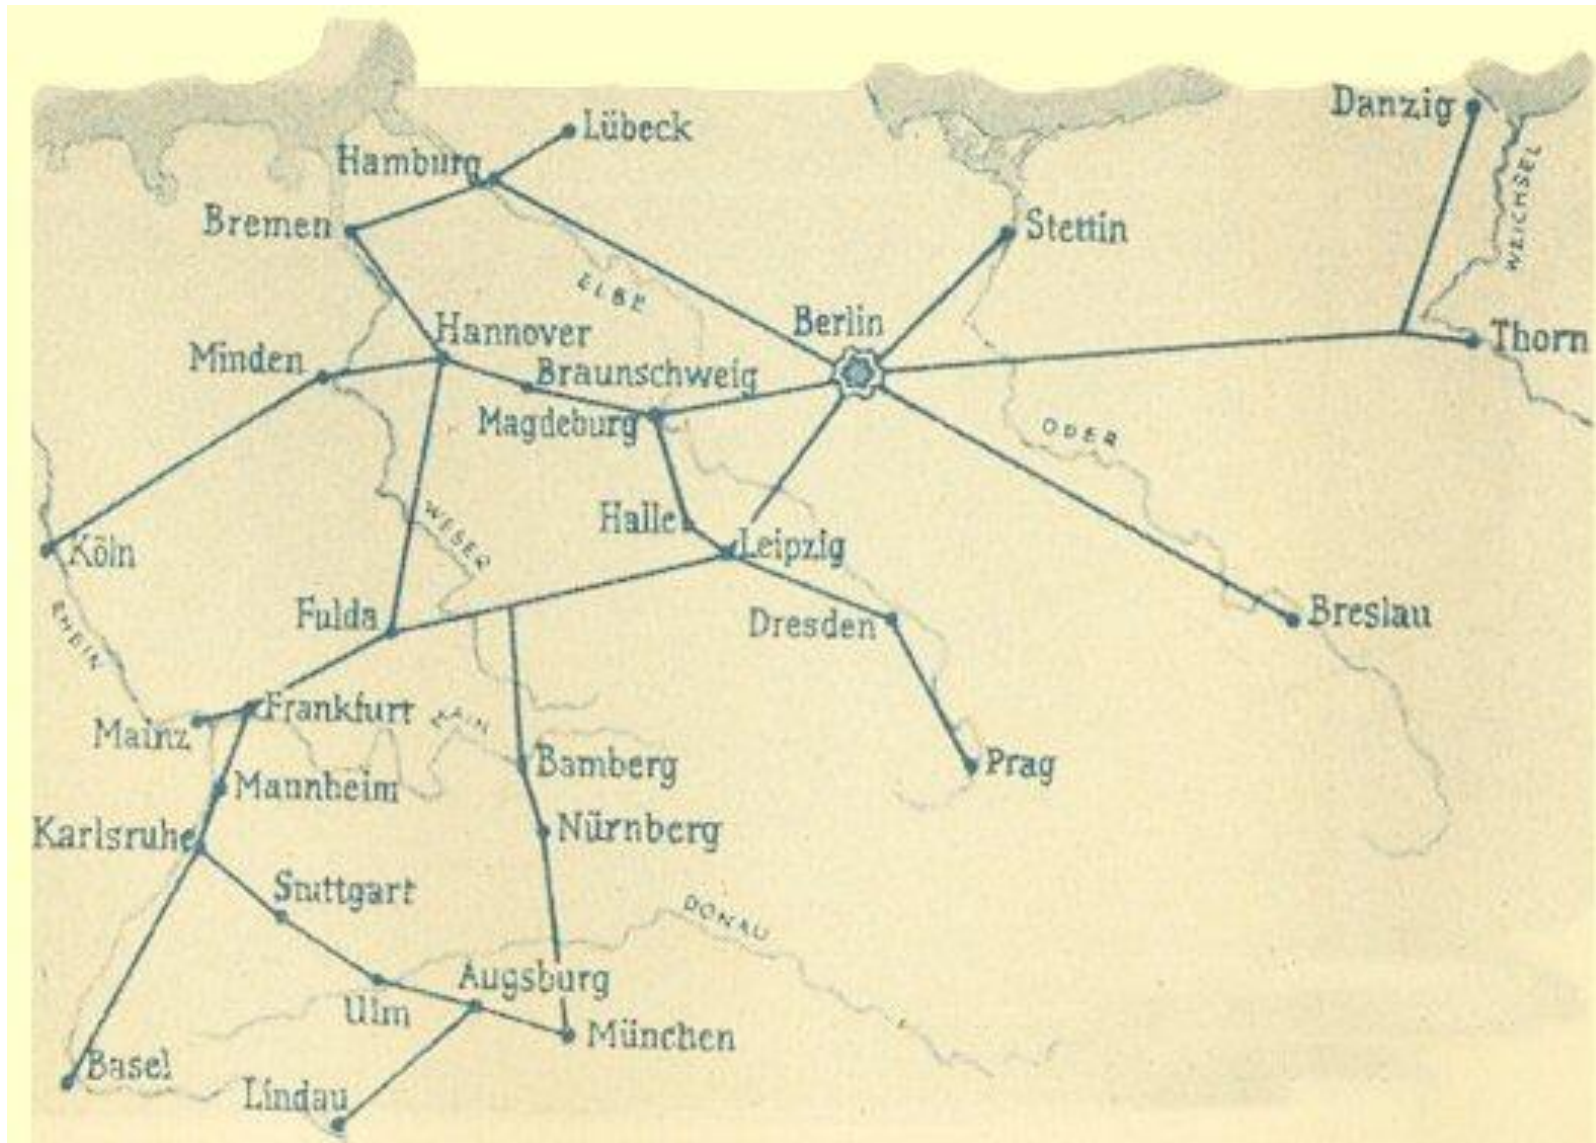 Danzig
Lübeck
Hamburg
WEICHSEL
Bremen
Stettin
ELBE
Berlin
Hannover
Thorn
Minden
Braunschweig
Magdeburg
ODER
Halle
WESER
Leipzig
Köln
Fulda
Dresden
Breslau
RHEIN
Frankfurt
MAIN
Mainz
Bamberg
Prag
Mannheim
Karlsruhe
Nürnberg
Stuttgart
DONAU
Augsburg
Ulm
München
Basel
Lindau